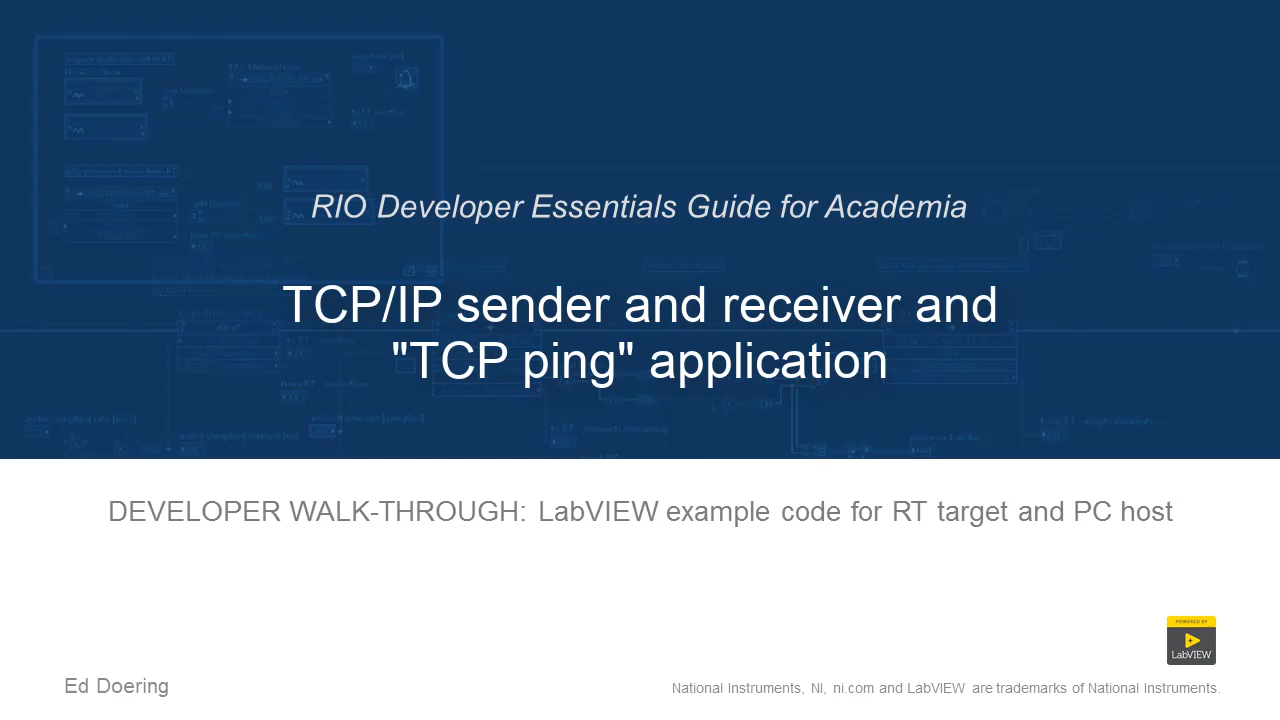 RIO Developer Essentials Guide for Academia
TCP/IP sender and receiver and
"TCP ping" application
DEVELOPER WALK-THROUGH: LabVIEW example code for RT target and PC host
POWERED BY
LabVIEW
Ed Doering
National Instruments, NI, ni.com and LabVIEW are trademarks of National Instruments.